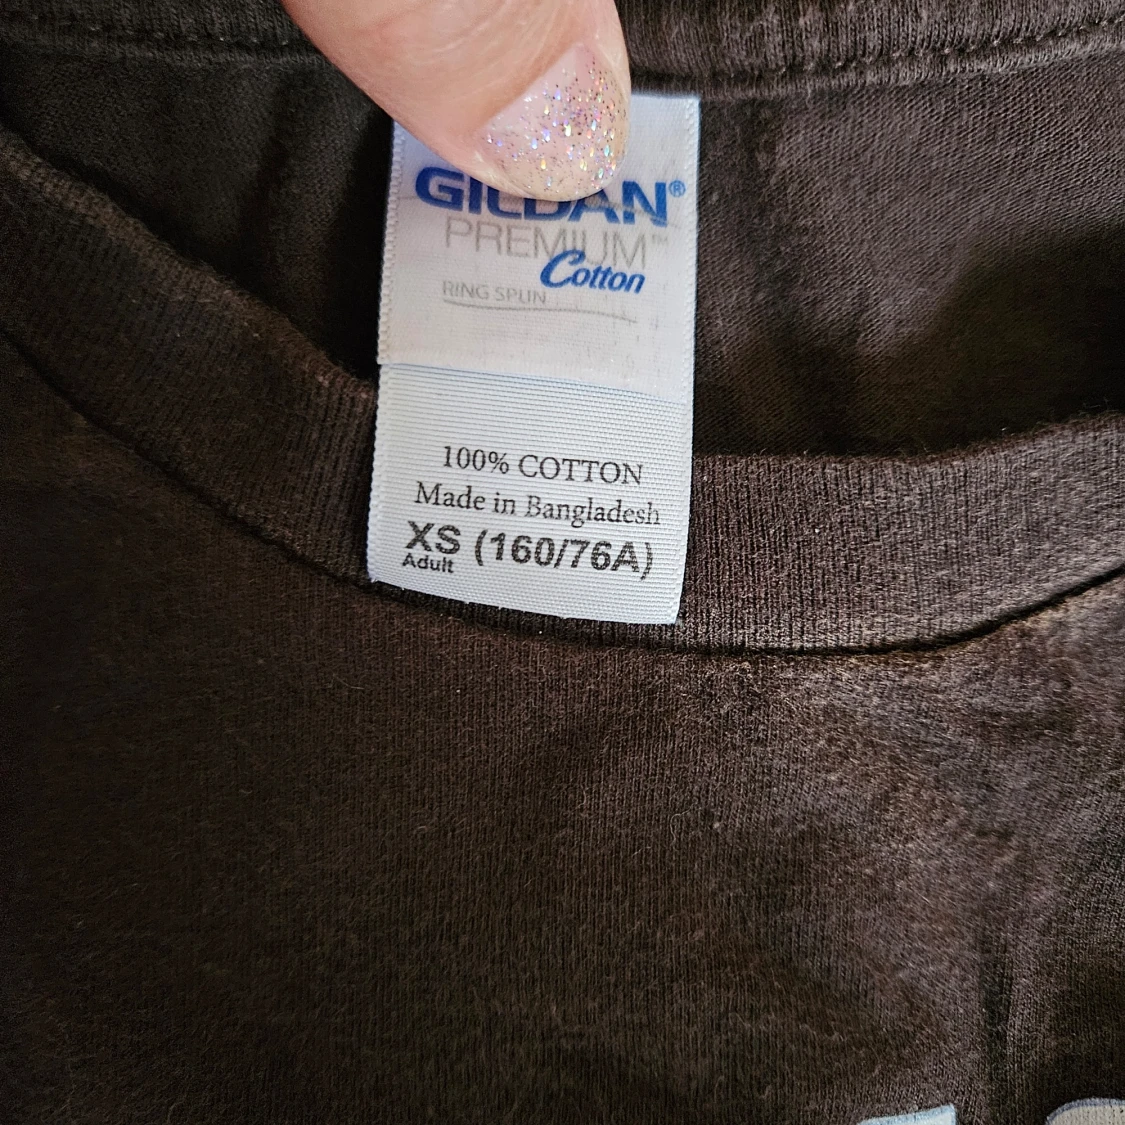 GILDAN®
PREMIUM™
Cotton
RING SPUN
100% COTTON
Made in Bangladesh
XS (160/76A)
Adult